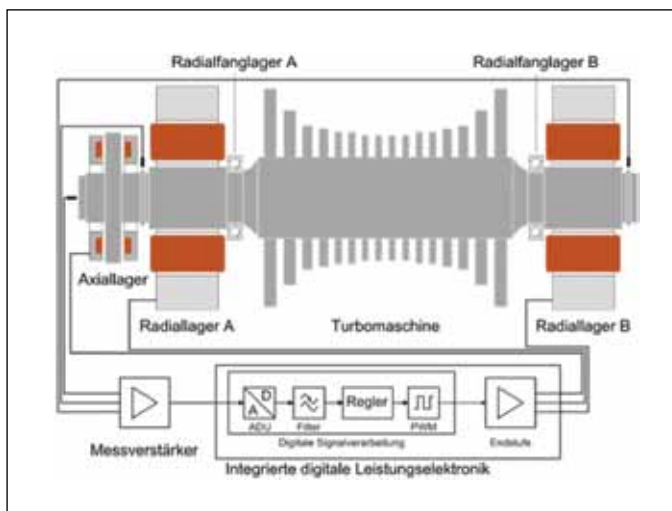 Radialfanglager A
Radialfanglager B
Axiallager
Radiallager A
Turbomaschine
Radiallager B
A
D
Regler
ADU
Filter
PWM
Digitale Signalverarbeitung
Endstufe
Messverstärker
Integrierte digitale Leistungselektronik